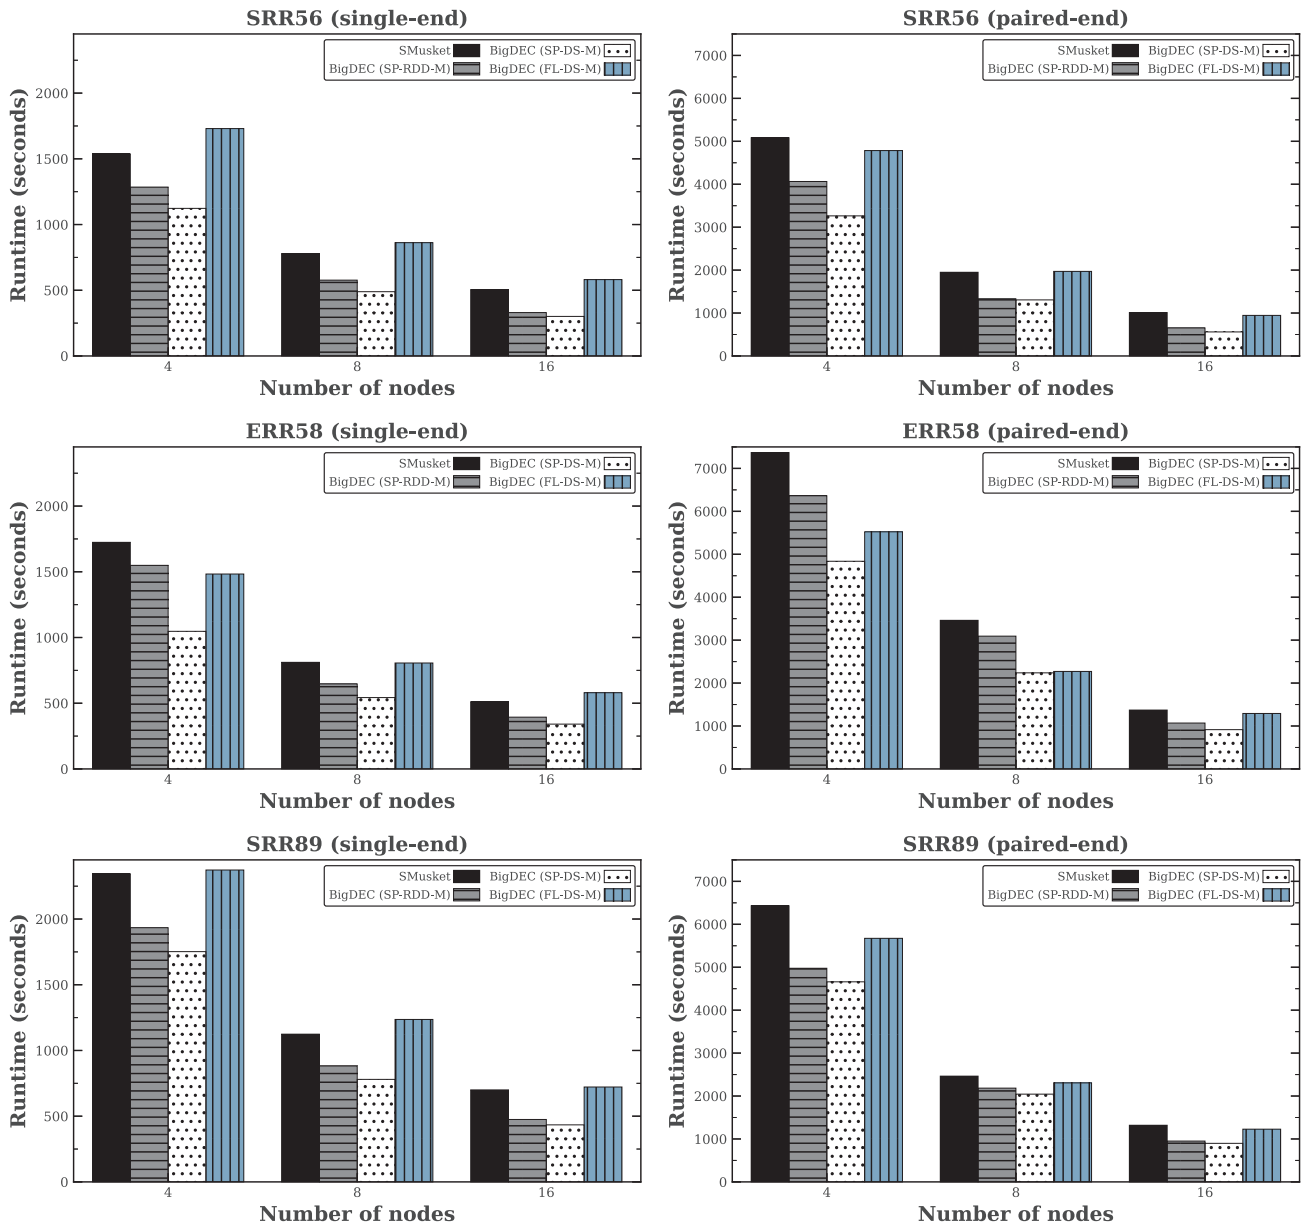 SRR56 (single-end)
SMusket BigDEC (SP-DS-M)
BigDEC (SP-RDD-M) BigDEC (FL-DS-M)
Runtime (seconds)
2000
1500
1000
500
0
4 8 16
Number of nodes
SRR56 (paired-end)
SMusket BigDEC (SP-DS-M)
BigDEC (SP-RDD-M) BigDEC (FL-DS-M)
Runtime (seconds)
7000
6000
5000
4000
3000
2000
1000
0
4 8 16
Number of nodes
ERR58 (single-end)
SMusket BigDEC (SP-DS-M)
BigDEC (SP-RDD-M) BigDEC (FL-DS-M)
Runtime (seconds)
2000
1500
1000
500
0
4 8 16
Number of nodes
ERR58 (paired-end)
SMusket BigDEC (SP-DS-M)
BigDEC (SP-RDD-M) BigDEC (FL-DS-M)
Runtime (seconds)
7000
6000
5000
4000
3000
2000
1000
0
4 8 16
Number of nodes
SRR89 (single-end)
SMusket BigDEC (SP-DS-M)
BigDEC (SP-RDD-M) BigDEC (FL-DS-M)
Runtime (seconds)
2000
1500
1000
500
0
4 8 16
Number of nodes
SRR89 (paired-end)
SMusket BigDEC (SP-DS-M)
BigDEC (SP-RDD-M) BigDEC (FL-DS-M)
Runtime (seconds)
7000
6000
5000
4000
3000
2000
1000
0
4 8 16
Number of nodes